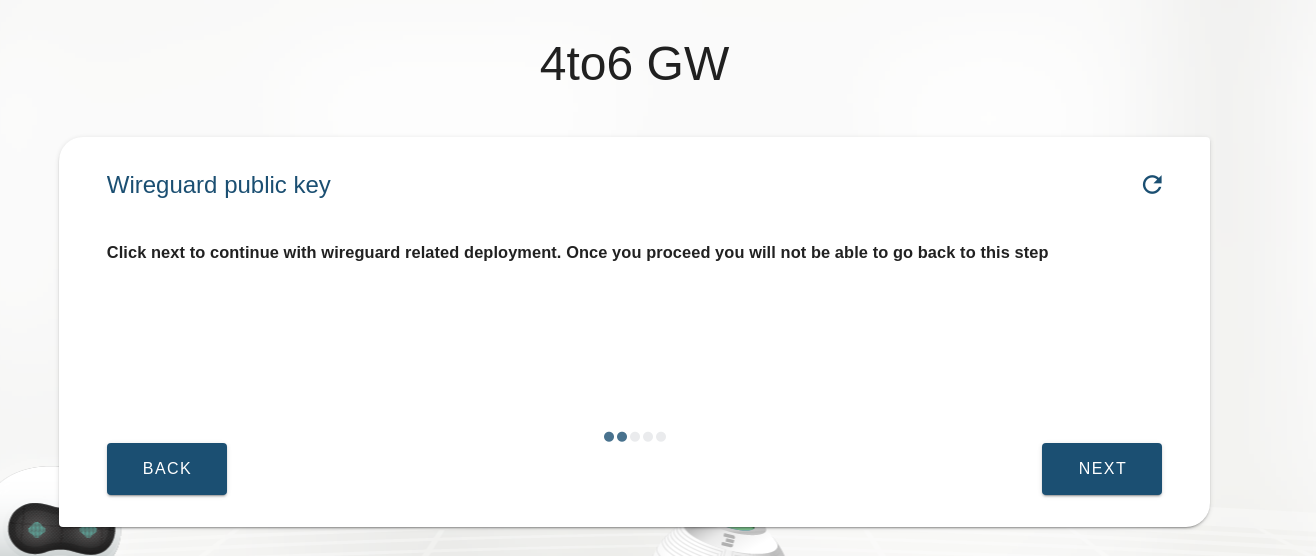 4to6 GW
Wireguard public key
Click next to continue with wireguard related deployment. Once you proceed you will not be able to go back to this step
BACK
NEXT